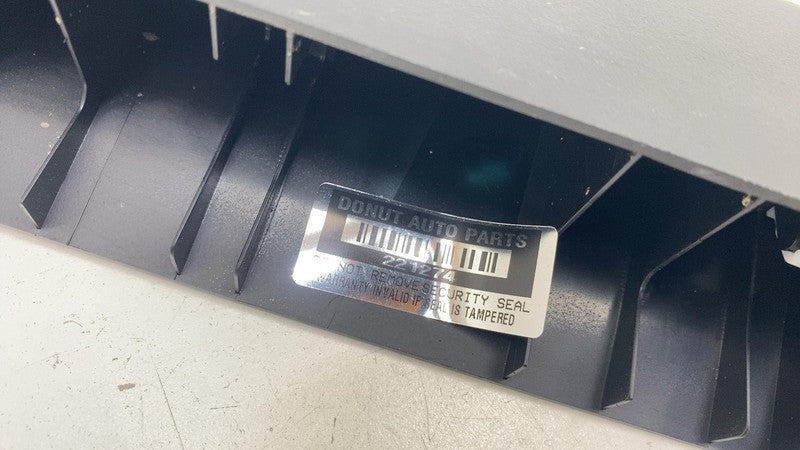 DONUT AUTO PARTS
221274
DO NOT REMOVE SECURITY SEAL
WARRANTY INVALID IF SEAL IS TAMPERED